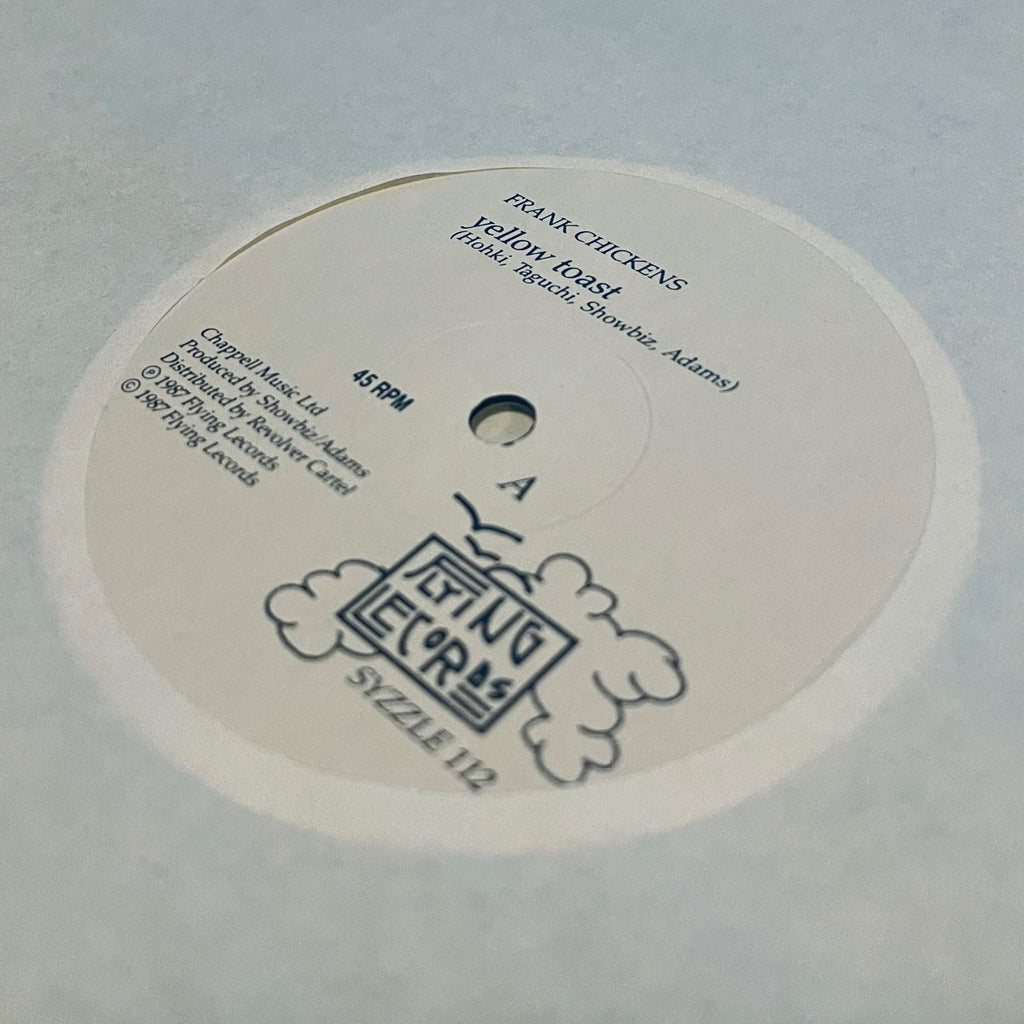 FRANK CHICKENS
yellow toast
(Hohki, Taguchi, Showbiz, Adams)
Chappell Music Ltd
Produced by Showbiz/Adams
Distributed by Revolver Cartel
℗ 1987 Flying Lecords
© 1987 Flying Lecords
45 RPM
A
FLYING
LECORDS
SYZZLE 112